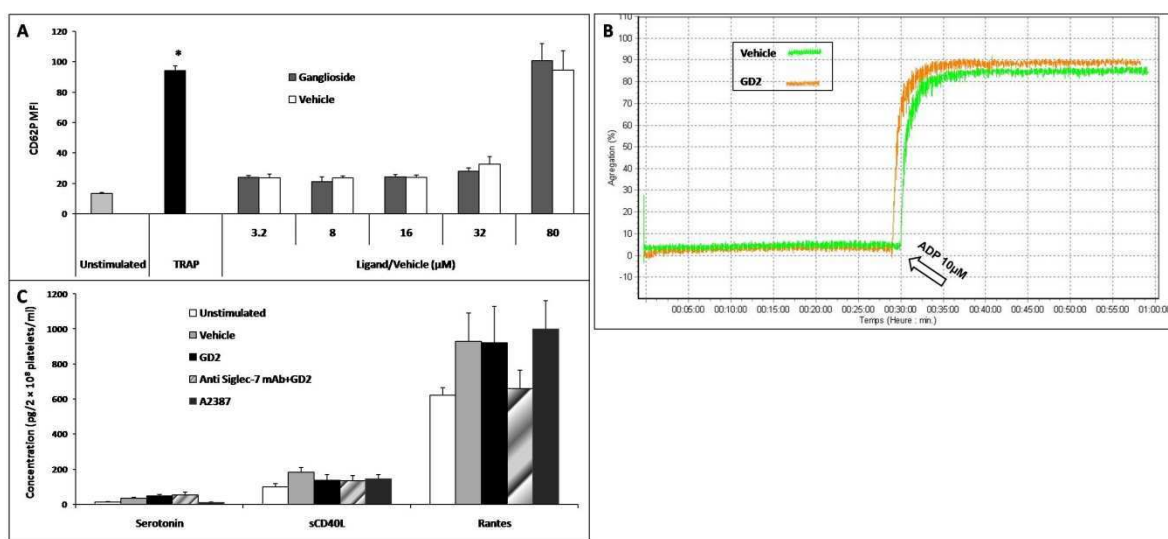 A
120
100
80
60
40
20
0
CD62P MFI
*
Ganglioside
Vehicle
3.2 8 16 32 80
Unstimulated TRAP Ligand/Vehicle (µM)
B
110
100
90
80
70
60
50
40
30
20
10
0
-10
Agregation (%)
Vehicle
GD2
ADP 10µM
00:05:00 00:10:00 00:15:00 00:20:00 00:25:00 00:30:00 00:35:00 00:40:00 00:45:00 00:50:00 00:55:00 01:00:00
Temps (Heure : min.)
C
1200
1000
800
600
400
200
0
Concentration (pg/2 × 10⁸ platelets/ml)
Unstimulated
Vehicle
GD2
Anti Siglec-7 mAb+GD2
A2387
Serotonin sCD40L Rantes